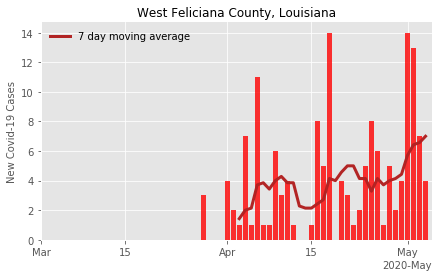 West Feliciana County, Louisiana
7 day moving average
New Covid-19 Cases
14
12
10
8
6
4
2
0
Mar 15 Apr 15 May
2020-May